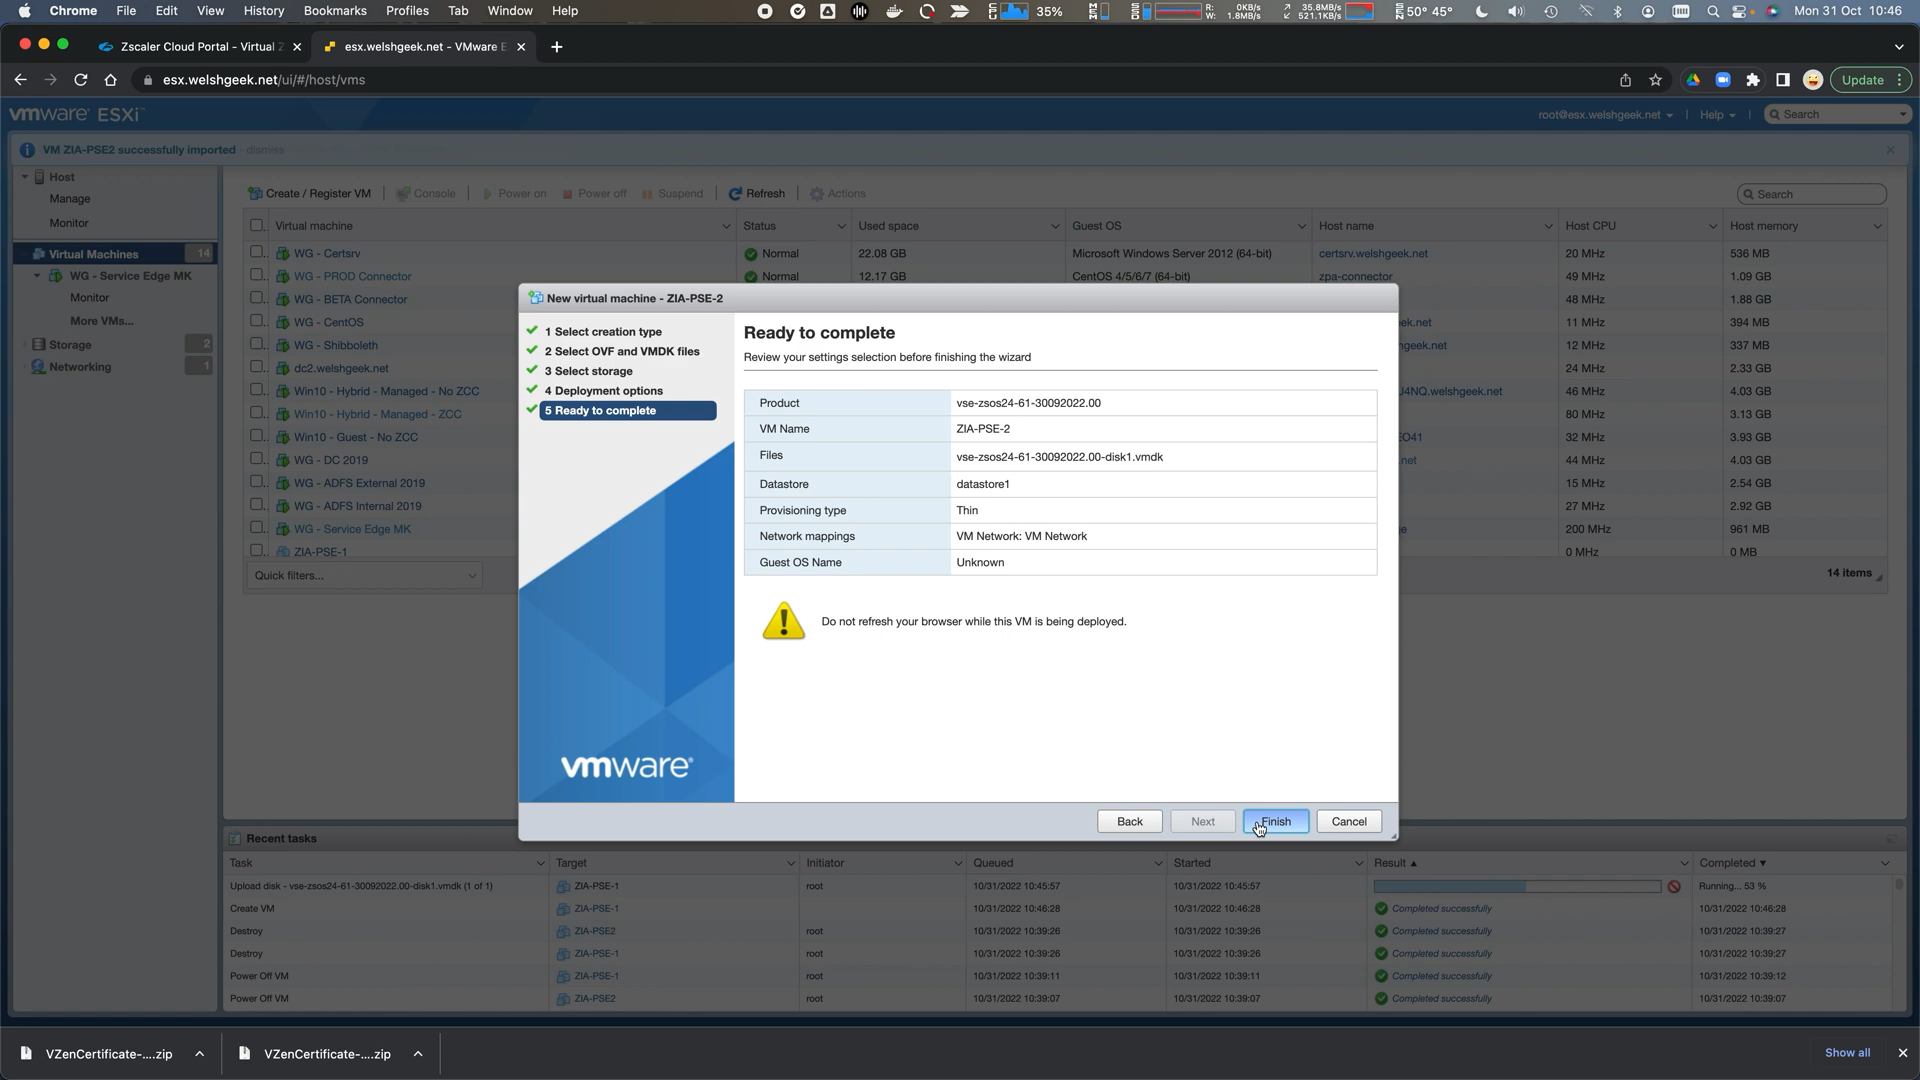 Chrome File Edit View History Bookmarks Profiles Tab Window Help 35% R: 0KB/s W: 1.8MB/s 35.8MB/s 521.1KB/s 50° 45° Mon 31 Oct 10:46
Zscaler Cloud Portal - Virtual Z esx.welshgeek.net - VMware E
esx.welshgeek.net/ui/#/host/vms Update
vmware ESXi™ root@esx.welshgeek.net Help Search
VM ZIA-PSE2 successfully imported - dismiss
Host
Manage
Monitor
Virtual Machines 14
WG - Service Edge MK
Monitor
More VMs...
Storage 2
Networking 1
Create / Register VM Console Power on Power off Suspend Refresh Actions Search
Virtual machine Status Used space Guest OS Host name Host CPU Host memory
WG - Certsrv Normal 22.08 GB Microsoft Windows Server 2012 (64-bit) certsrv.welshgeek.net 20 MHz 536 MB
WG - PROD Connector Normal 12.17 GB CentOS 4/5/6/7 (64-bit) zpa-connector 49 MHz 1.09 GB
WG - BETA Connector 48 MHz 1.88 GB
WG - CentOS ek.net 11 MHz 394 MB
WG - Shibboleth hgeek.net 12 MHz 337 MB
dc2.welshgeek.net 24 MHz 2.33 GB
Win10 - Hybrid - Managed - No ZCC J4NQ.welshgeek.net 46 MHz 4.03 GB
Win10 - Hybrid - Managed - ZCC 80 MHz 3.13 GB
Win10 - Guest - No ZCC EO41 32 MHz 3.93 GB
WG - DC 2019 .net 44 MHz 4.03 GB
WG - ADFS External 2019 15 MHz 2.54 GB
WG - ADFS Internal 2019 27 MHz 2.92 GB
WG - Service Edge MK e 200 MHz 961 MB
ZIA-PSE-1 0 MHz 0 MB
Quick filters... 14 items
New virtual machine - ZIA-PSE-2
1 Select creation type
2 Select OVF and VMDK files
3 Select storage
4 Deployment options
5 Ready to complete
vmware®
Ready to complete
Review your settings selection before finishing the wizard
Product vse-zsos24-61-30092022.00
VM Name ZIA-PSE-2
Files vse-zsos24-61-30092022.00-disk1.vmdk
Datastore datastore1
Provisioning type Thin
Network mappings VM Network: VM Network
Guest OS Name Unknown
Do not refresh your browser while this VM is being deployed.
Back Next Finish Cancel
Recent tasks
Task Target Initiator Queued Started Result Completed
Upload disk - vse-zsos24-61-30092022.00-disk1.vmdk (1 of 1) ZIA-PSE-1 root 10/31/2022 10:45:57 10/31/2022 10:45:57 Running... 53 %
Create VM ZIA-PSE-1 root 10/31/2022 10:46:28 10/31/2022 10:46:28 Completed successfully 10/31/2022 10:46:28
Destroy ZIA-PSE2 root 10/31/2022 10:39:26 10/31/2022 10:39:26 Completed successfully 10/31/2022 10:39:27
Destroy ZIA-PSE-1 root 10/31/2022 10:39:26 10/31/2022 10:39:26 Completed successfully 10/31/2022 10:39:27
Power Off VM ZIA-PSE-1 root 10/31/2022 10:39:11 10/31/2022 10:39:11 Completed successfully 10/31/2022 10:39:12
Power Off VM ZIA-PSE2 root 10/31/2022 10:39:07 10/31/2022 10:39:07 Completed successfully 10/31/2022 10:39:07
VZenCertificate-....zip VZenCertificate-....zip Show all